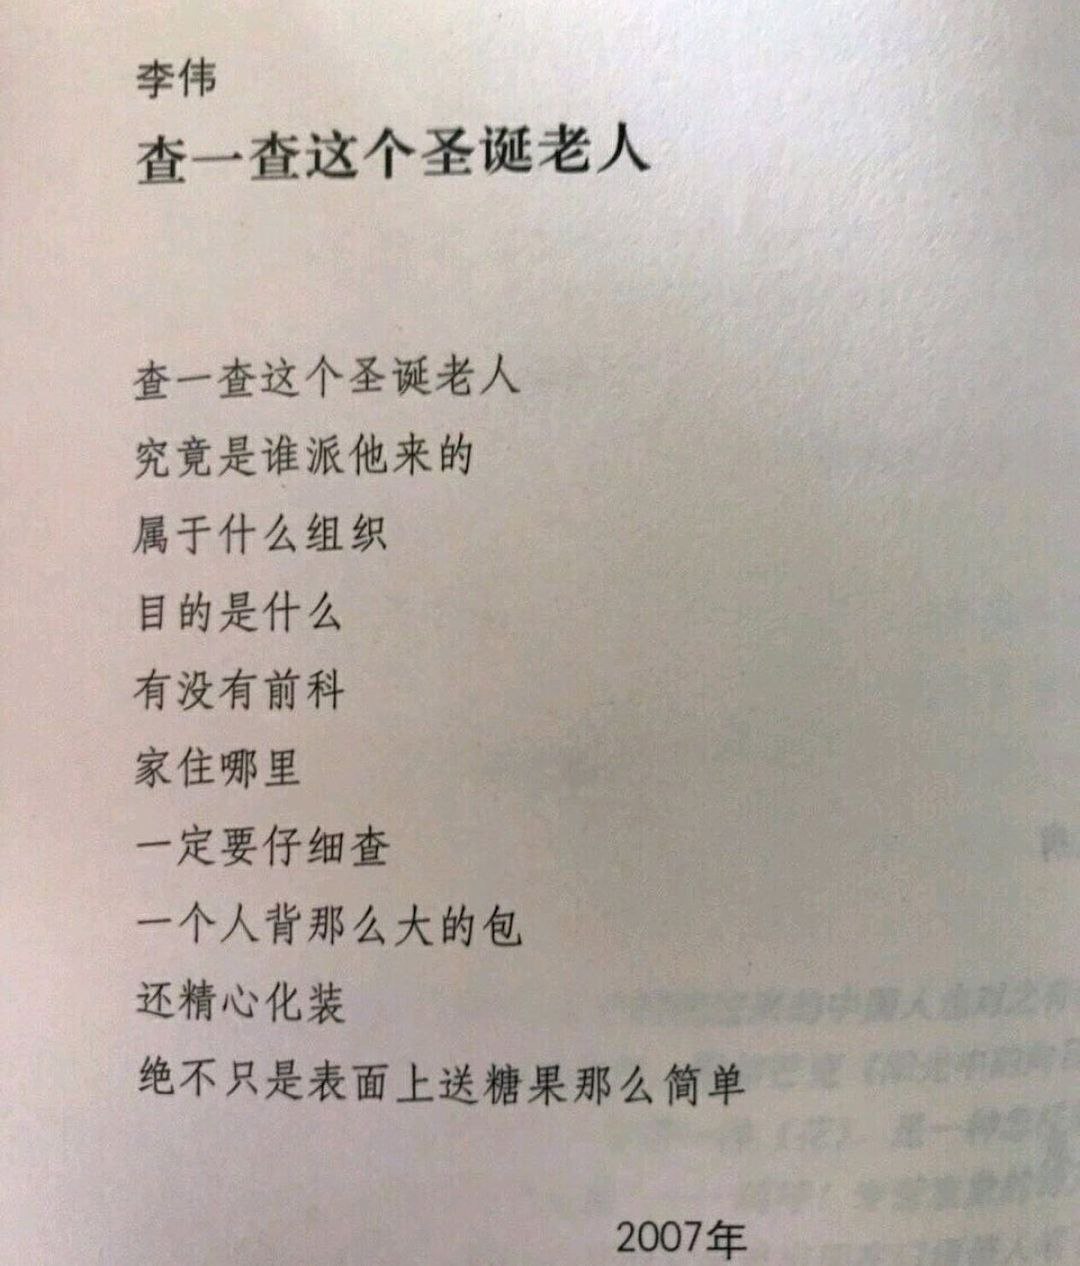 李伟
查一查这个圣诞老人
查一查这个圣诞老人
究竟是谁派他来的
属于什么组织
目的是什么
有没有前科
家住哪里
一定要仔细查
一个人背那么大的包
还精心化装
绝不只是表面上送糖果那么简单
2007年